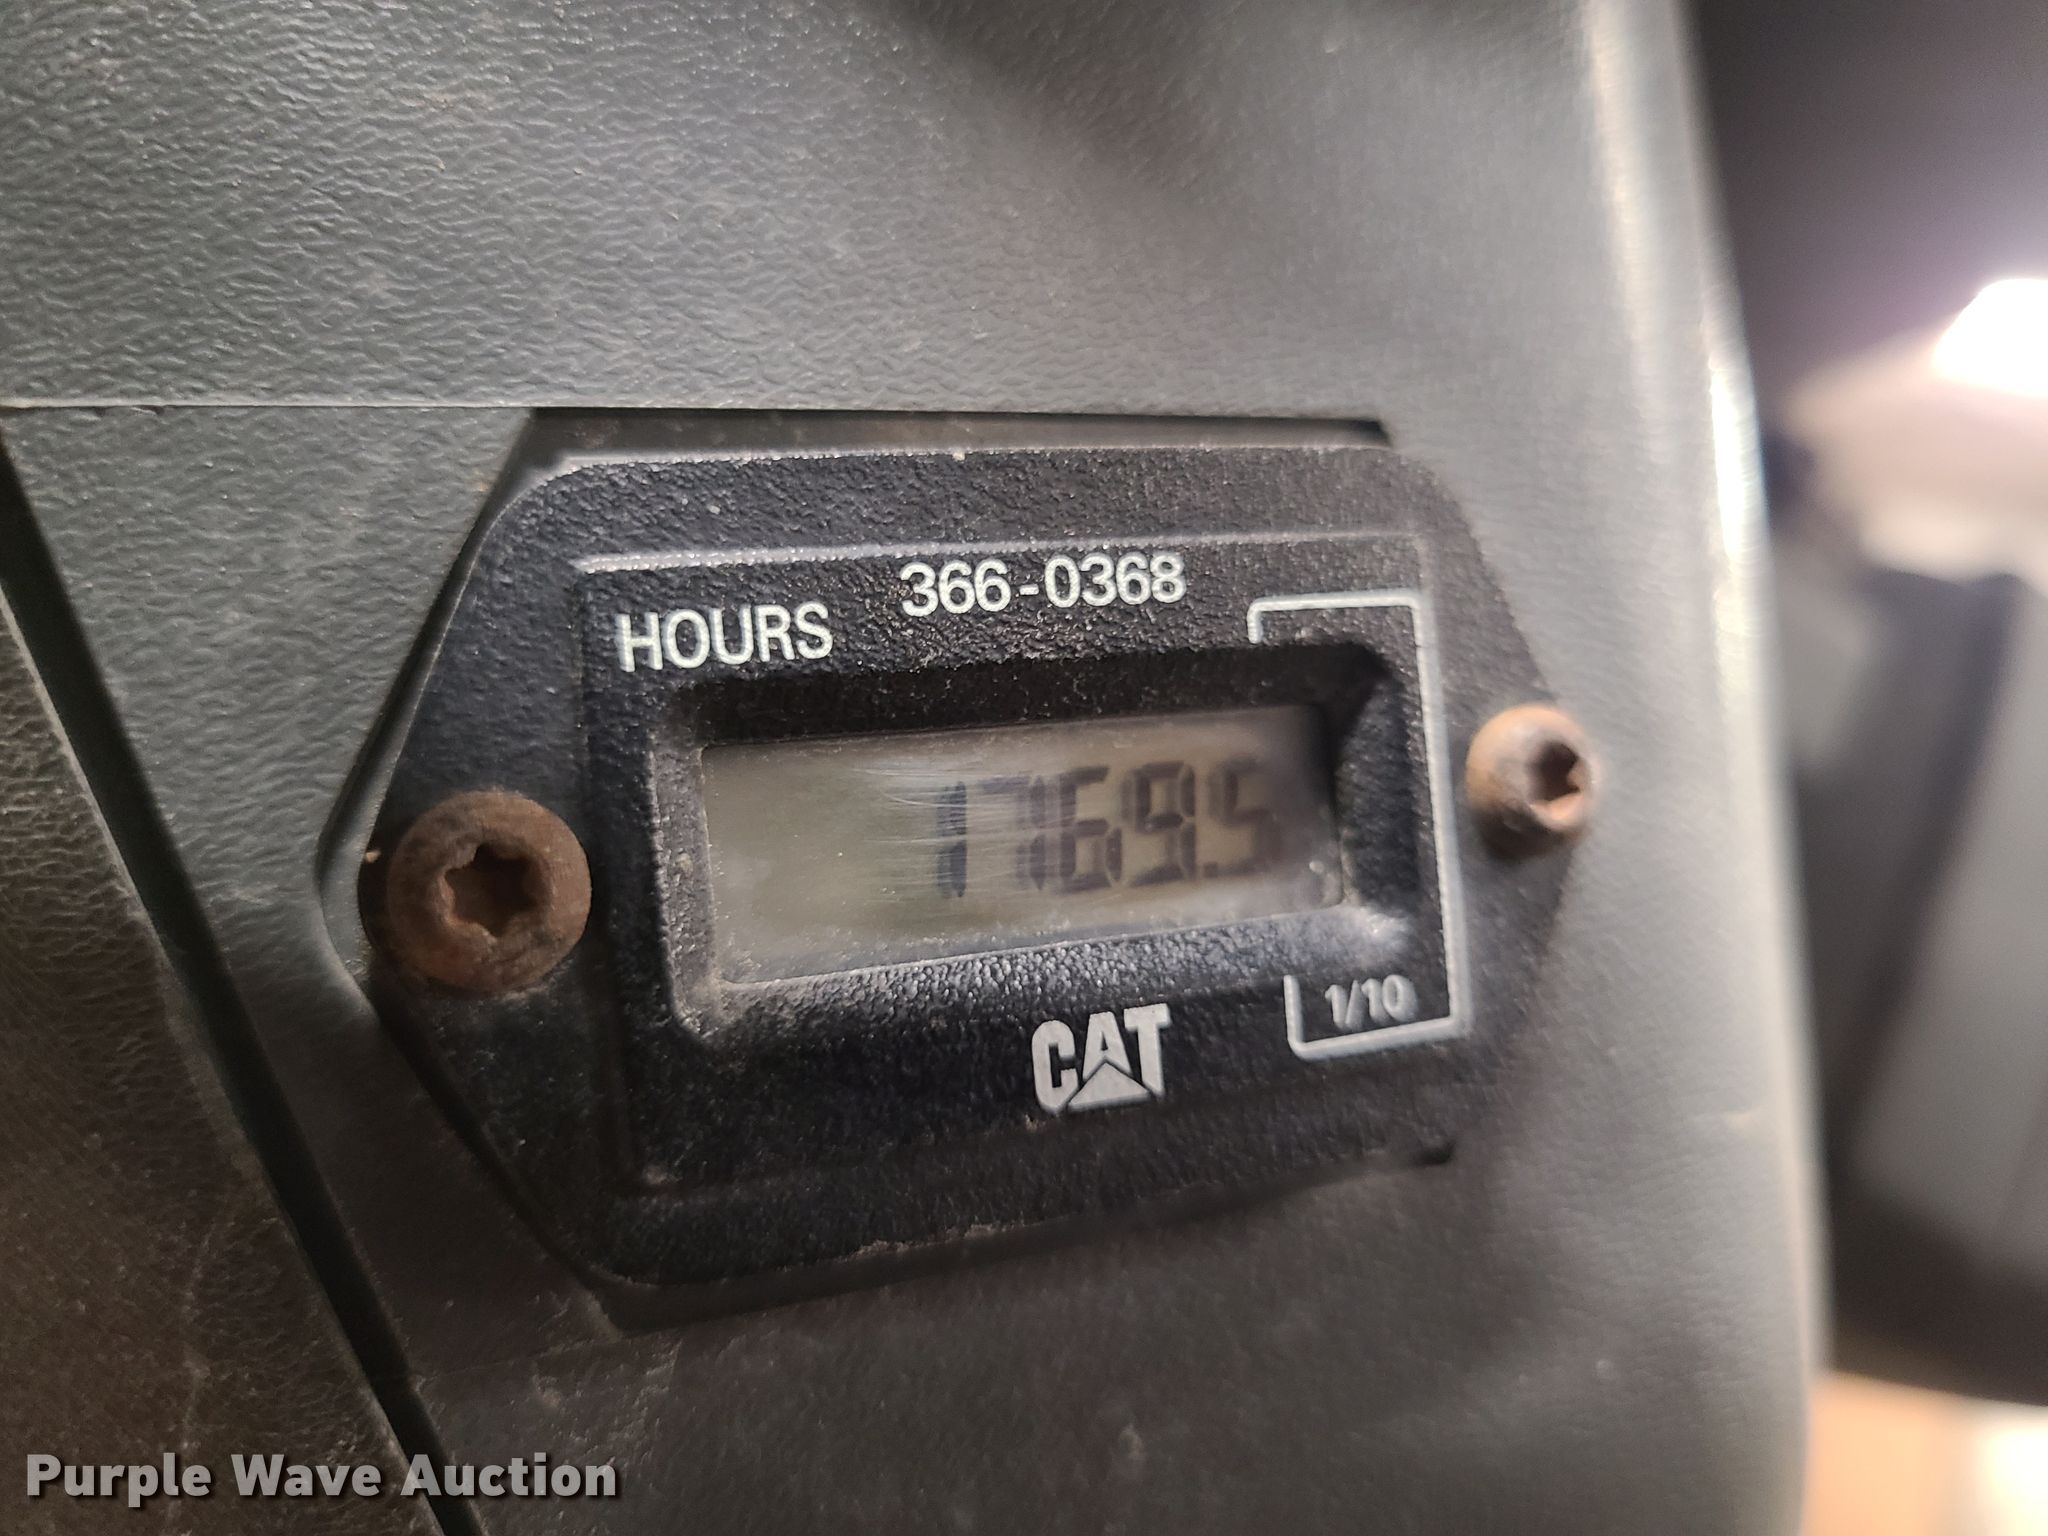 366-0368
HOURS
1769.5
1/10
CAT
Purple Wave Auction